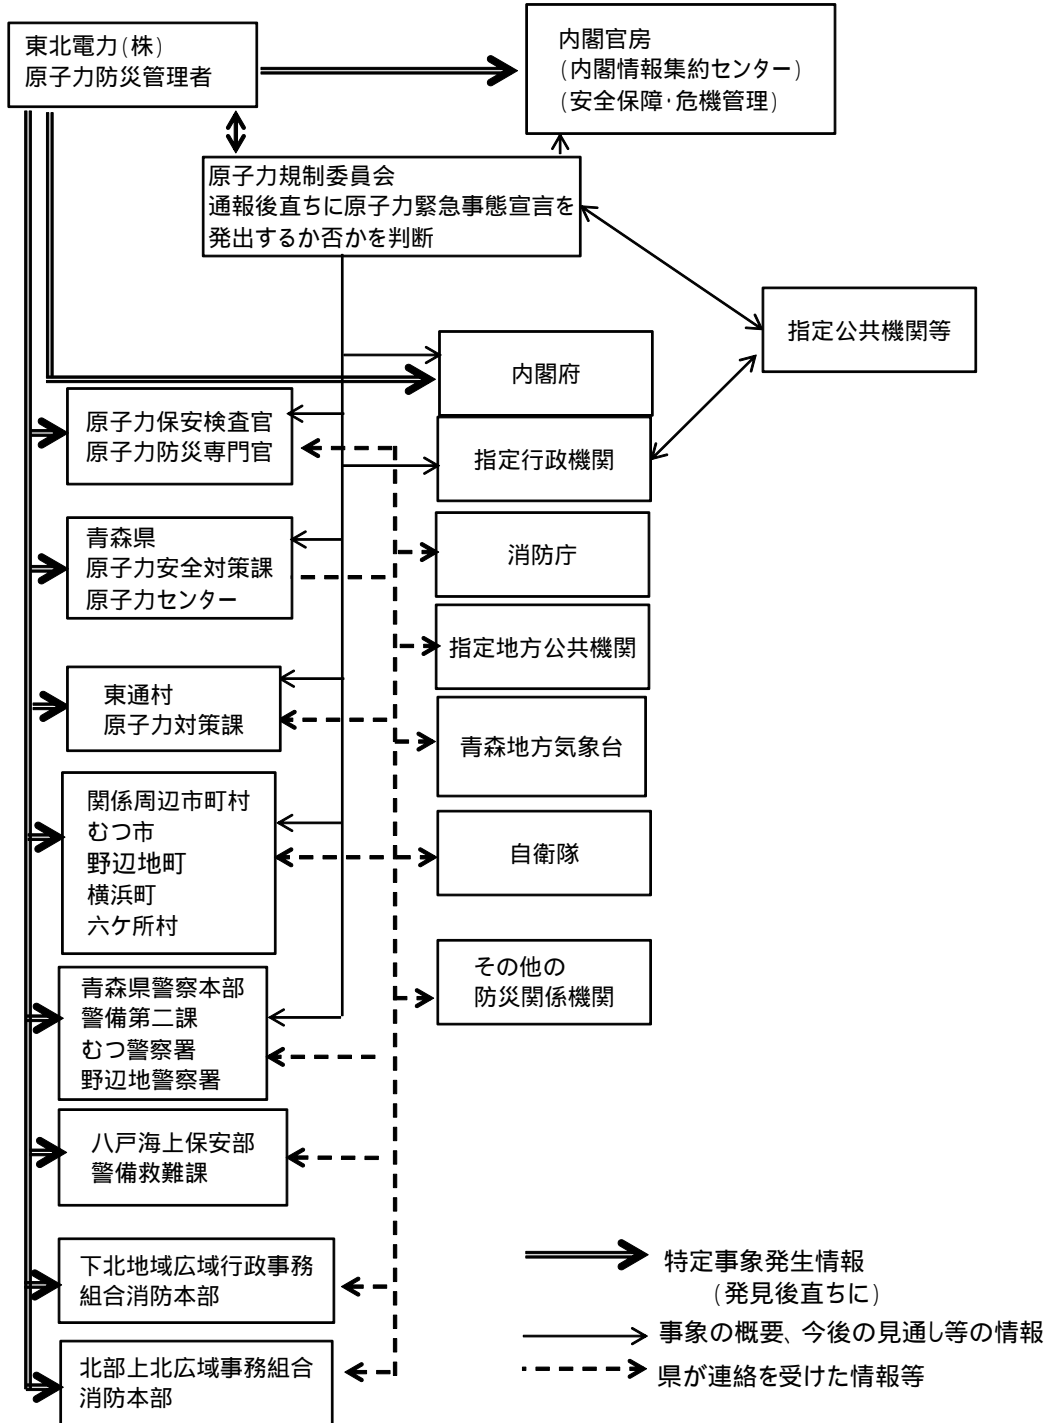 東北電力(株)
原子力防災管理者
内閣官房
(内閣情報集約センター)
(安全保障・危機管理)
原子力規制委員会
通報後直ちに原子力緊急事態宣言を
発出するか否かを判断
指定公共機関等
内閣府
原子力保安検査官
原子力防災専門官
指定行政機関
青森県
原子力安全対策課
原子力センター
消防庁
指定地方公共機関
東通村
原子力対策課
青森地方気象台
関係周辺市町村
むつ市
野辺地町
横浜町
六ケ所村
自衛隊
その他の
防災関係機関
青森県警察本部
警備第二課
むつ警察署
野辺地警察署
八戸海上保安部
警備救難課
下北地域広域行政事務
組合消防本部
北部上北広域事務組合
消防本部
特定事象発生情報
(発見後直ちに)
事象の概要、今後の見通し等の情報
県が連絡を受けた情報等